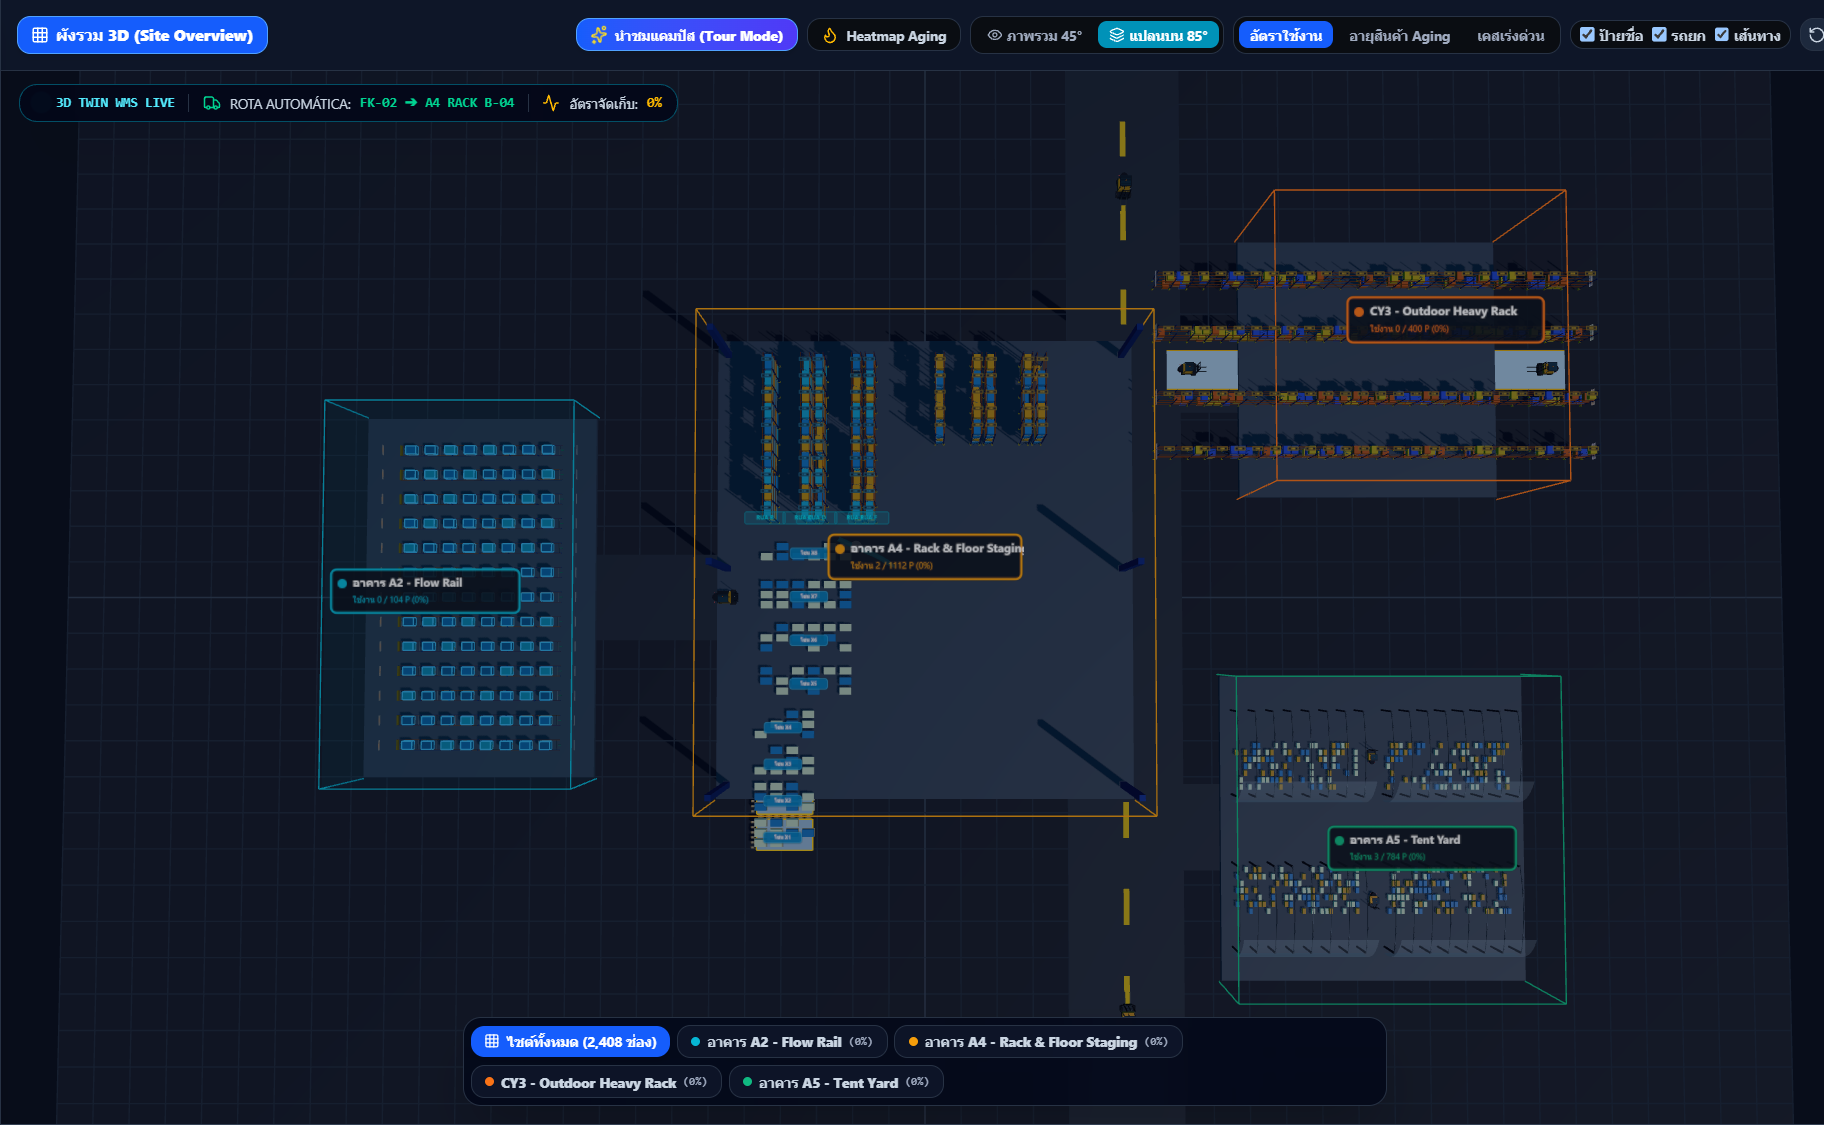 ผังรวม 3D (Site Overview)
นำชมแคมปัส (Tour Mode)
Heatmap Aging
ภาพรวม 45°
แปลนบน 85°
อัตราใช้งาน
อายุสินค้า Aging
เคสเร่งด่วน
ป้ายชื่อ
รถยก
เส้นทาง
3D TWIN WMS LIVE
ROTA AUTOMÁTICA: FK-02 ➔ A4 RACK B-04
อัตราจัดเก็บ: 0%
CY3 - Outdoor Heavy Rack
ใช้งาน 0 / 400 P (0%)
อาคาร A4 - Rack & Floor Staging
ใช้งาน 2 / 1112 P (0%)
อาคาร A2 - Flow Rail
ใช้งาน 0 / 104 P (0%)
อาคาร A5 - Tent Yard
ใช้งาน 3 / 784 P (0%)
ไซต์ทั้งหมด (2,408 ช่อง)
อาคาร A2 - Flow Rail (0%)
อาคาร A4 - Rack & Floor Staging (0%)
CY3 - Outdoor Heavy Rack (0%)
อาคาร A5 - Tent Yard (0%)